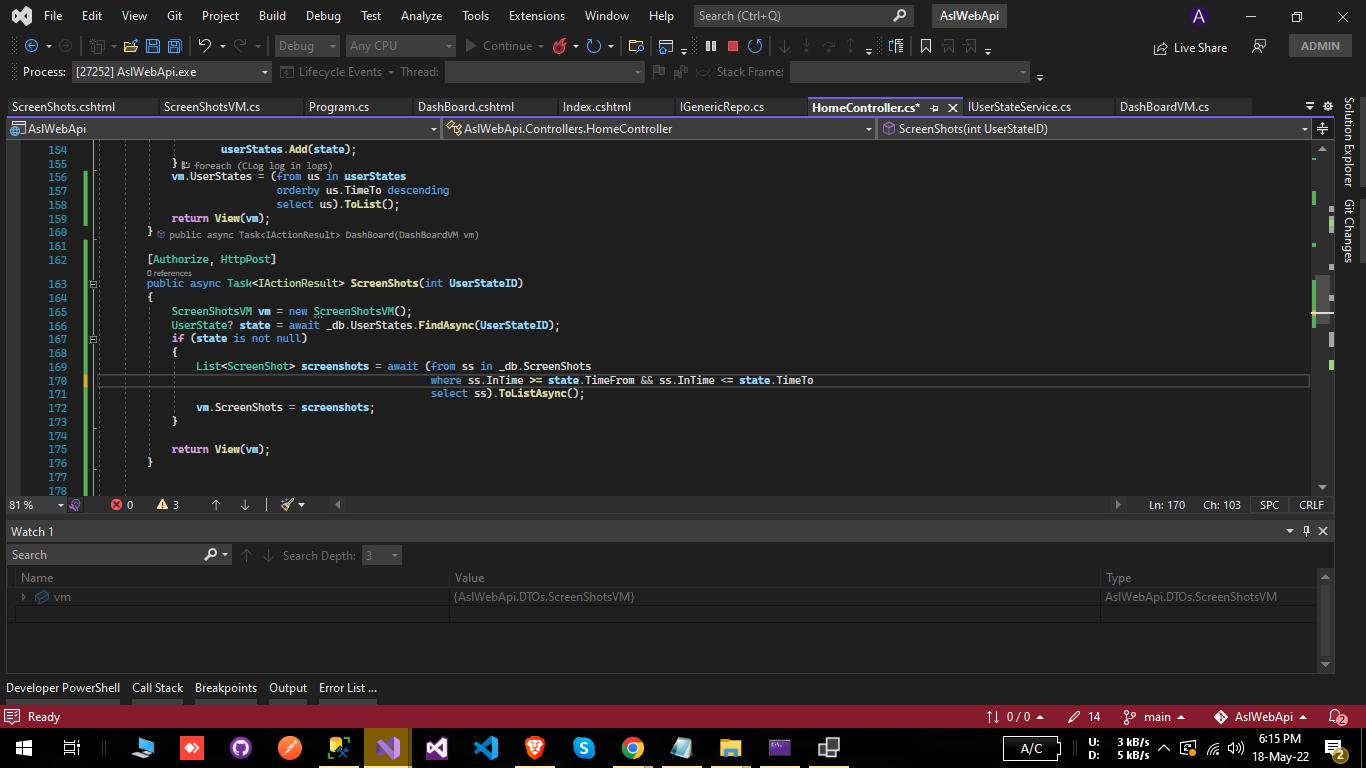 File Edit View Git Project Build Debug Test Analyze Tools Extensions Window Help Search (Ctrl+Q) AslWebApi A
Debug Any CPU Continue Live Share ADMIN
Process: [27252] AslWebApi.exe Lifecycle Events Thread: Stack Frame:
ScreenShots.cshtml ScreenShotsVM.cs Program.cs DashBoard.cshtml Index.cshtml IGenericRepo.cs HomeController.cs* IUserStateService.cs DashBoardVM.cs
AslWebApi AslWebApi.Controllers.HomeController ScreenShots(int UserStateID)
154 userStates.Add(state);
155 } foreach (CLog log in logs)
156 vm.UserStates = (from us in userStates
157 orderby us.TimeTo descending
158 select us).ToList();
159 return View(vm);
160 } public async Task<IActionResult> DashBoard(DashBoardVM vm)
161
162 [Authorize, HttpPost]
0 references
163 public async Task<IActionResult> ScreenShots(int UserStateID)
164 {
165 ScreenShotsVM vm = new ScreenShotsVM();
166 UserState? state = await _db.UserStates.FindAsync(UserStateID);
167 if (state is not null)
168 {
169 List<ScreenShot> screenshots = await (from ss in _db.ScreenShots
170 where ss.InTime >= state.TimeFrom && ss.InTime <= state.TimeTo
171 select ss).ToListAsync();
172 vm.ScreenShots = screenshots;
173 }
174
175 return View(vm);
176 }
177
178
Solution Explorer
Git Changes
81 % 0 3 Ln: 170 Ch: 103 SPC CRLF
Watch 1
Search Search Depth: 3
Name Value Type
vm {AslWebApi.DTOs.ScreenShotsVM} AslWebApi.DTOs.ScreenShotsVM
Developer PowerShell Call Stack Breakpoints Output Error List ...
Ready 0 / 0 14 main AslWebApi 2
A/C U: 3 kB/s 6:15 PM
D: 5 kB/s 18-May-22 2